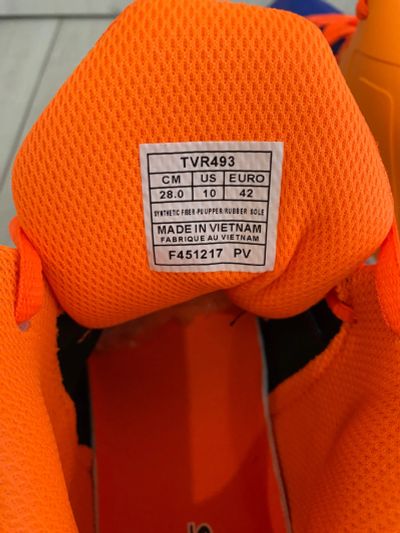 TVR493
CM US EURO
28.0 10 42
SYNTHETIC FIBER-PU UPPER/RUBBER SOLE
MADE IN VIETNAM
FABRIQUE AU VIETNAM
F451217 PV